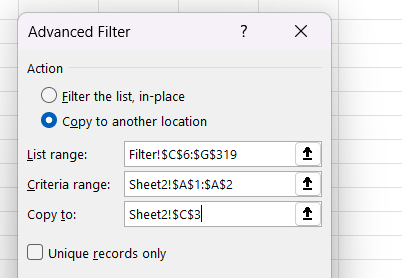 Advanced Filter ?
Action
Filter the list, in-place
Copy to another location
List range: Filter!$C$6:$G$319
Criteria range: Sheet2!$A$1:$A$2
Copy to: Sheet2!$C$3
Unique records only